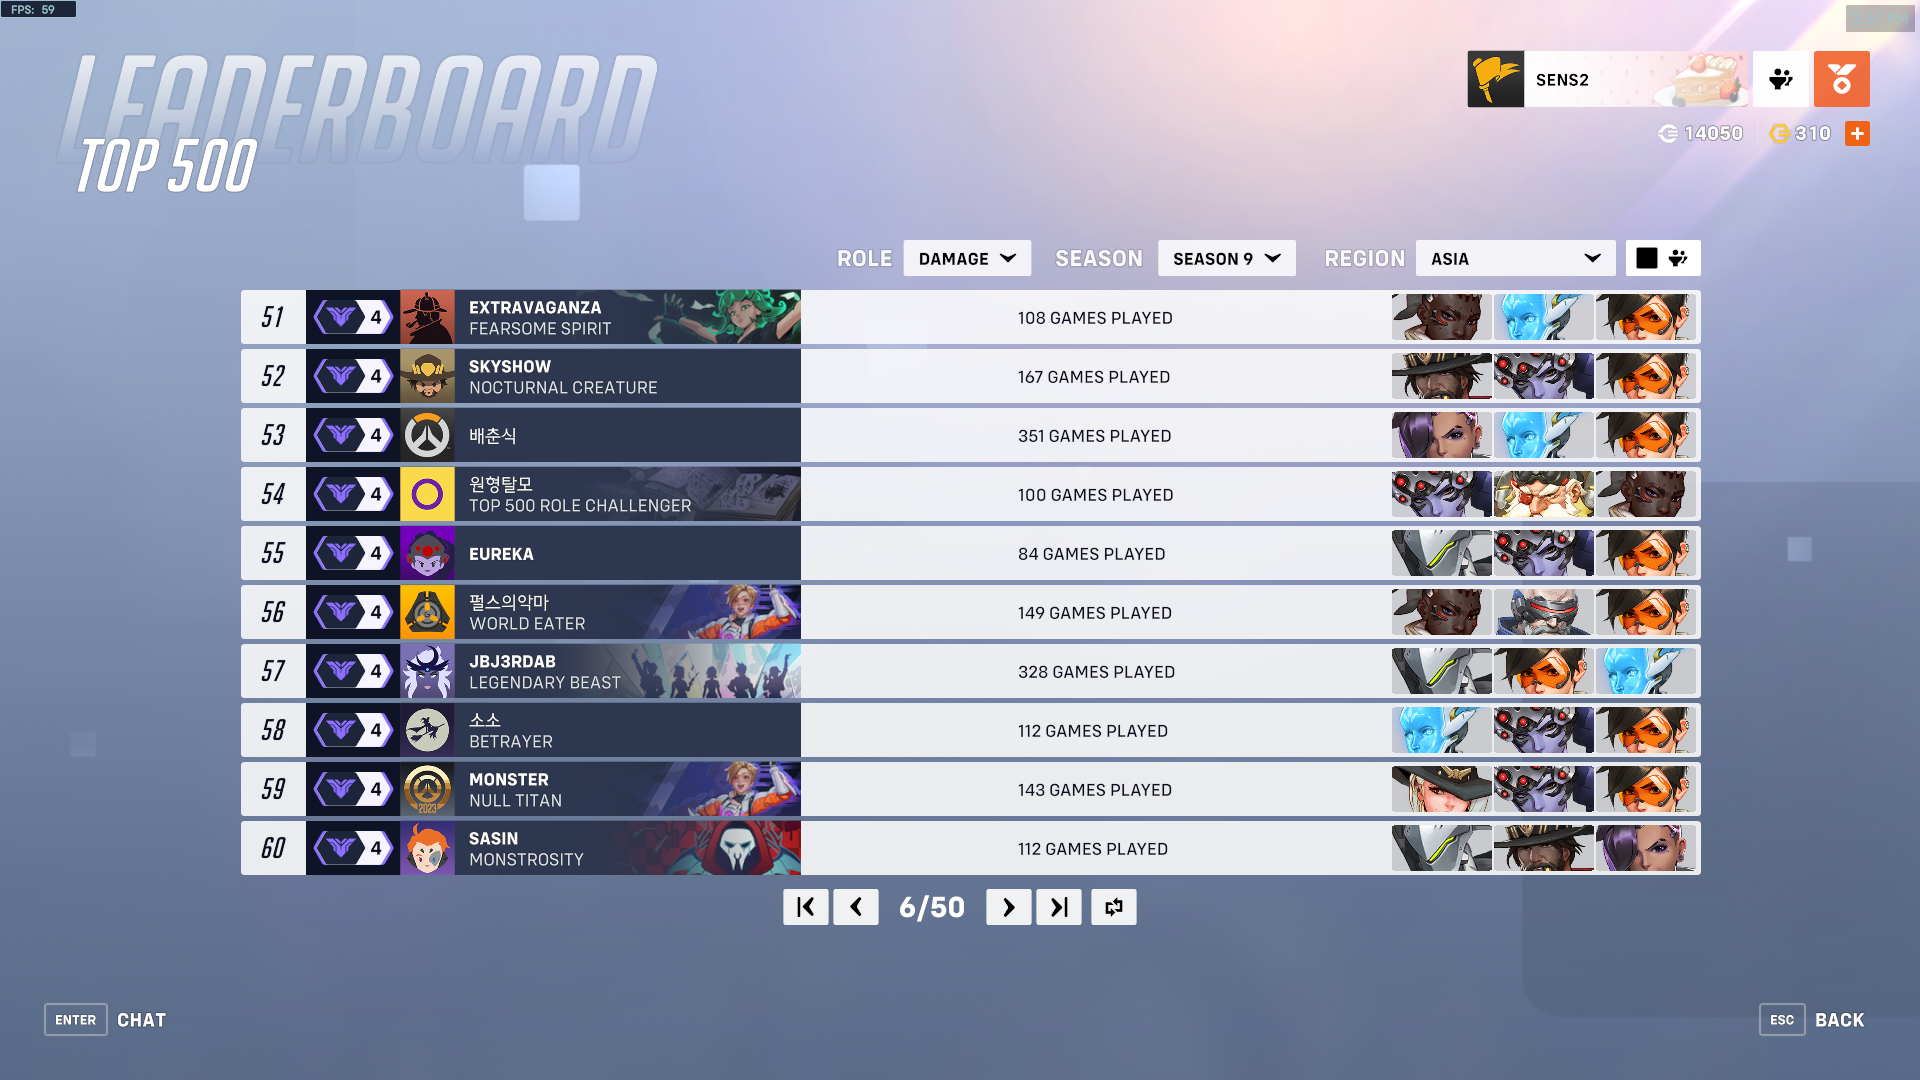 FPS: 59
LEADERBOARD
TOP 500
SENS2
14050
310
ROLE DAMAGE SEASON SEASON 9 REGION ASIA
51 4 EXTRAVAGANZA
FEARSOME SPIRIT
108 GAMES PLAYED
52 4 SKYSHOW
NOCTURNAL CREATURE
167 GAMES PLAYED
53 4 배춘식
351 GAMES PLAYED
54 4 원형탈모
TOP 500 ROLE CHALLENGER
100 GAMES PLAYED
55 4 EUREKA
84 GAMES PLAYED
56 4 펄스의악마
WORLD EATER
149 GAMES PLAYED
57 4 JBJ3RDAB
LEGENDARY BEAST
328 GAMES PLAYED
58 4 소소
BETRAYER
112 GAMES PLAYED
59 4 2023 MONSTER
NULL TITAN
143 GAMES PLAYED
60 4 SASIN
MONSTROSITY
112 GAMES PLAYED
6/50
ENTER CHAT
ESC BACK